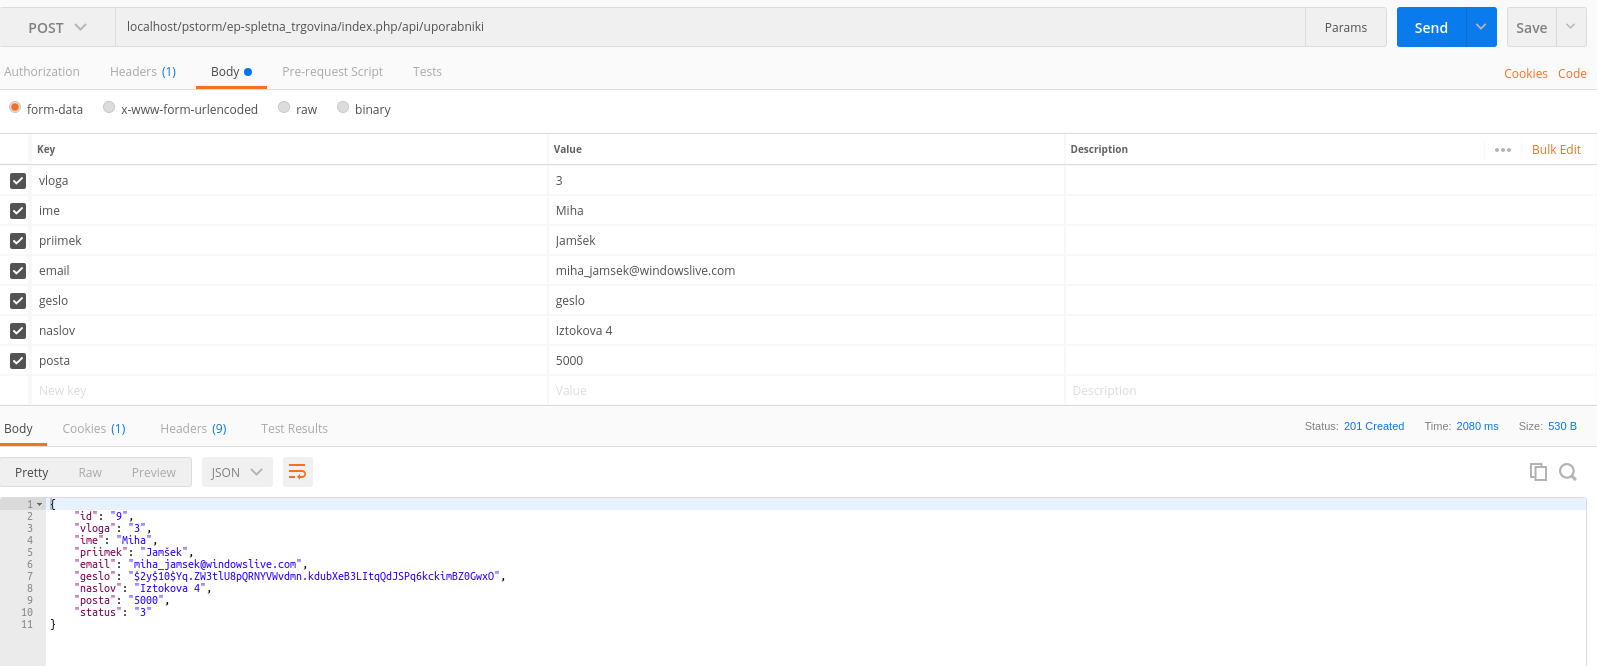 POST localhost/pstorm/ep-spletna_trgovina/index.php/api/uporabniki Params Send Save
Authorization Headers (1) Body Pre-request Script Tests Cookies Code
form-data x-www-form-urlencoded raw binary
Key Value Description Bulk Edit
vloga 3
ime Miha
priimek Jamšek
email miha_jamsek@windowslive.com
geslo geslo
naslov Iztokova 4
posta 5000
New key Value Description
Body Cookies (1) Headers (9) Test Results Status: 201 Created Time: 2080 ms Size: 530 B
Pretty Raw Preview JSON
1 {
2 "id": "9",
3 "vloga": "3",
4 "ime": "Miha",
5 "priimek": "Jamšek",
6 "email": "miha_jamsek@windowslive.com",
7 "geslo": "$2y$10$Yq.ZW3tlU8pQRNYVWvdmn.kdubXeB3LItqQdJSPq6kckimBZ0GwxO",
8 "naslov": "Iztokova 4",
9 "posta": "5000",
10 "status": "3"
11 }